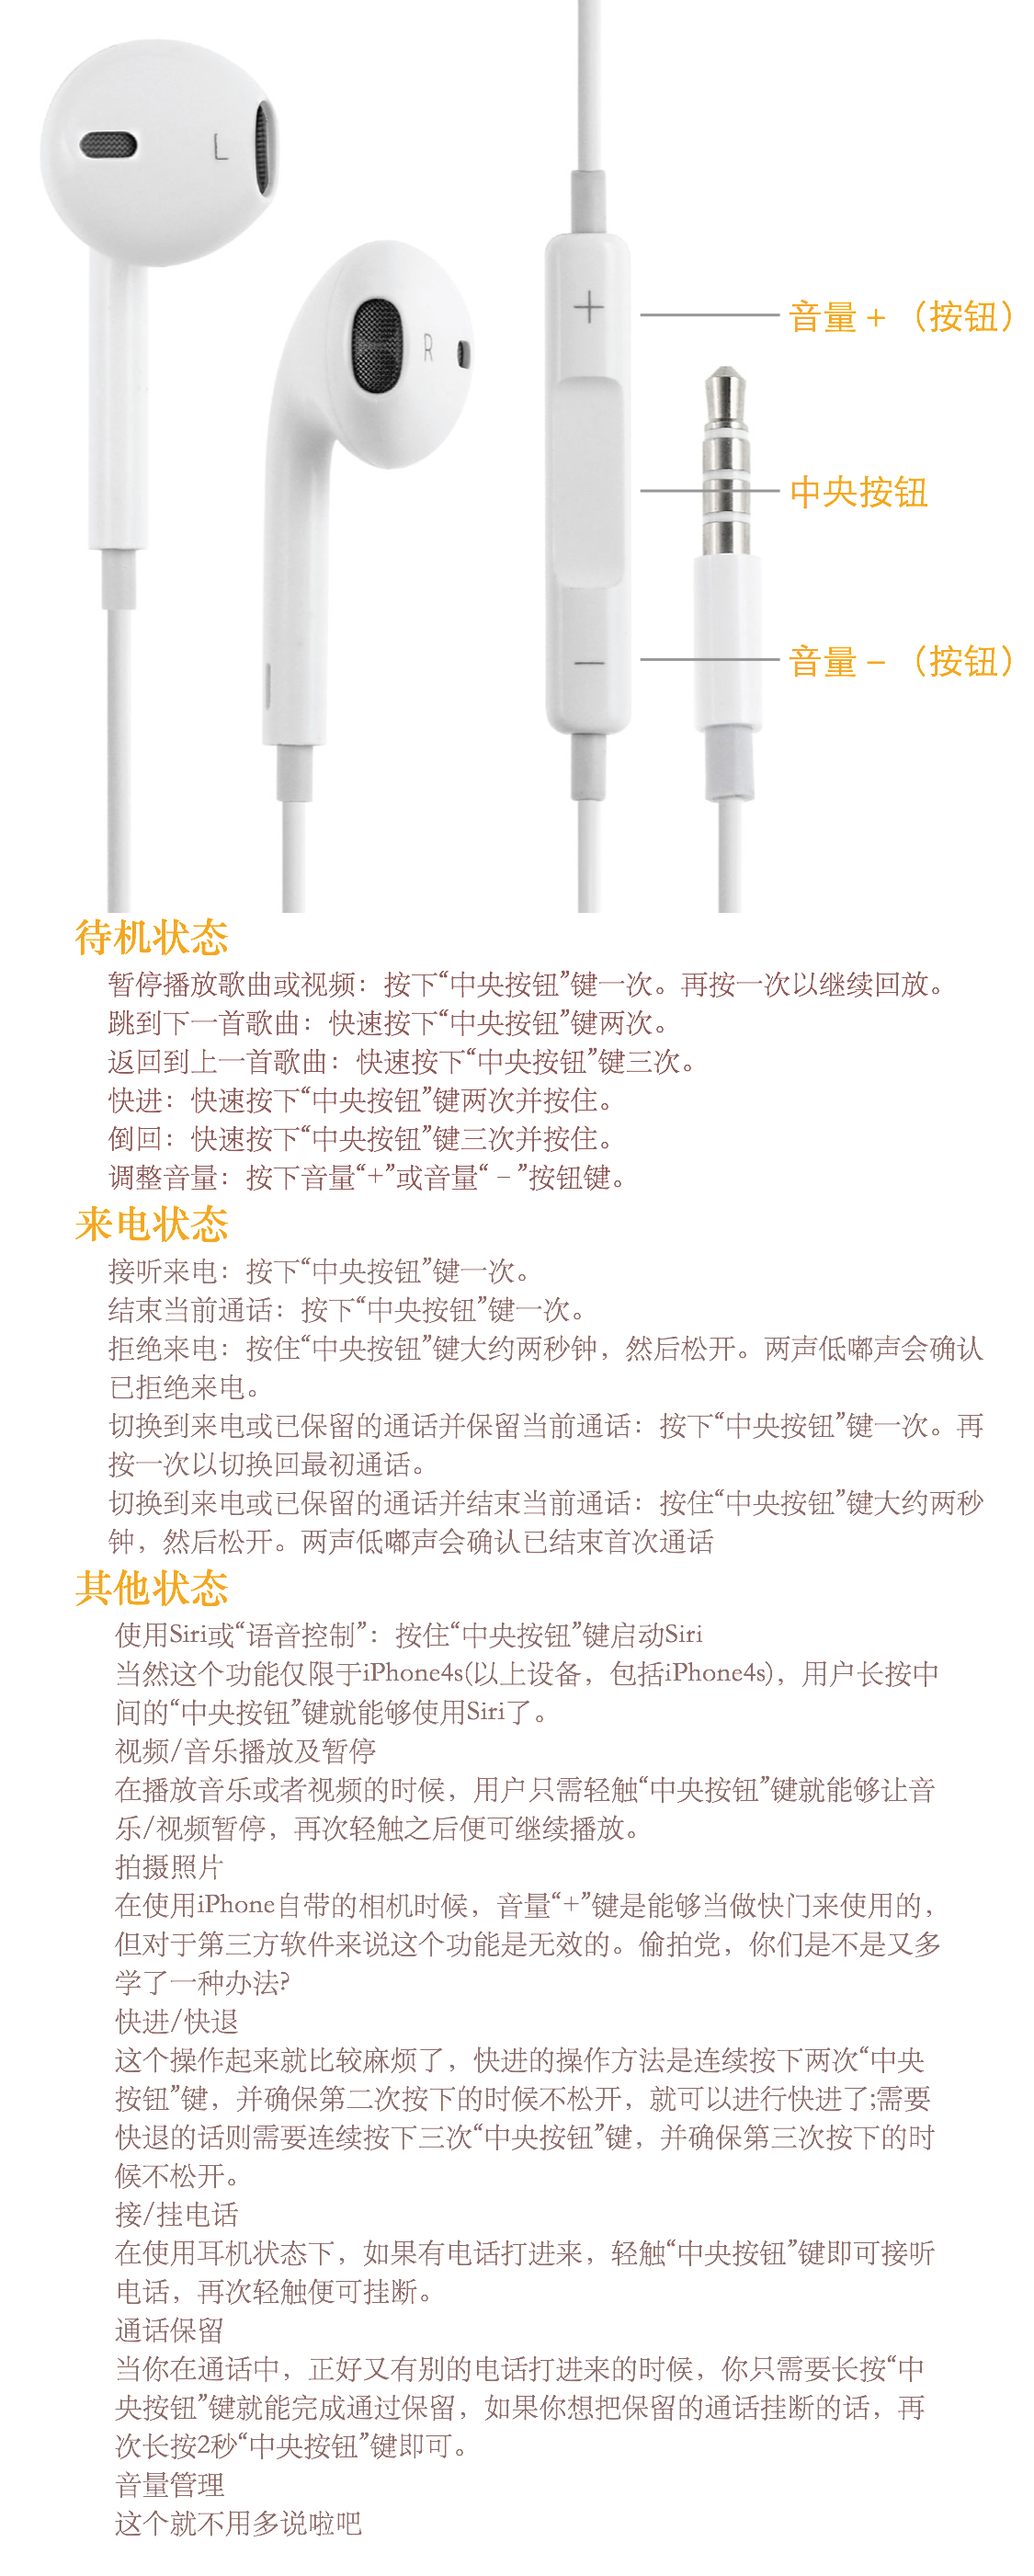 L
R
+
音量 + （按钮）
中央按钮
–
音量 – （按钮）
待机状态
暂停播放歌曲或视频：按下“中央按钮”键一次。再按一次以继续回放。
跳到下一首歌曲：快速按下“中央按钮”键两次。
返回到上一首歌曲：快速按下“中央按钮”键三次。
快进：快速按下“中央按钮”键两次并按住。
倒回：快速按下“中央按钮”键三次并按住。
调整音量：按下音量“+”或音量“－”按钮键。
来电状态
接听来电：按下“中央按钮”键一次。
结束当前通话：按下“中央按钮”键一次。
拒绝来电：按住“中央按钮”键大约两秒钟，然后松开。两声低嘟声会确认
已拒绝来电。
切换到来电或已保留的通话并保留当前通话：按下“中央按钮”键一次。再
按一次以切换回最初通话。
切换到来电或已保留的通话并结束当前通话：按住“中央按钮”键大约两秒
钟，然后松开。两声低嘟声会确认已结束首次通话
其他状态
使用Siri或“语音控制”：按住“中央按钮”键启动Siri
当然这个功能仅限于iPhone4s(以上设备，包括iPhone4s)，用户长按中
间的“中央按钮”键就能够使用Siri了。
视频/音乐播放及暂停
在播放音乐或者视频的时候，用户只需轻触“中央按钮”键就能够让音
乐/视频暂停，再次轻触之后便可继续播放。
拍摄照片
在使用iPhone自带的相机时候，音量“+”键是能够当做快门来使用的，
但对于第三方软件来说这个功能是无效的。偷拍党，你们是不是又多
学了一种办法?
快进/快退
这个操作起来就比较麻烦了，快进的操作方法是连续按下两次“中央
按钮”键，并确保第二次按下的时候不松开，就可以进行快进了;需要
快退的话则需要连续按下三次“中央按钮”键，并确保第三次按下的时
候不松开。
接/挂电话
在使用耳机状态下，如果有电话打进来，轻触“中央按钮”键即可接听
电话，再次轻触便可挂断。
通话保留
当你在通话中，正好又有别的电话打进来的时候，你只需要长按“中
央按钮”键就能完成通过保留，如果你想把保留的通话挂断的话，再
次长按2秒“中央按钮”键即可。
音量管理
这个就不用多说啦吧